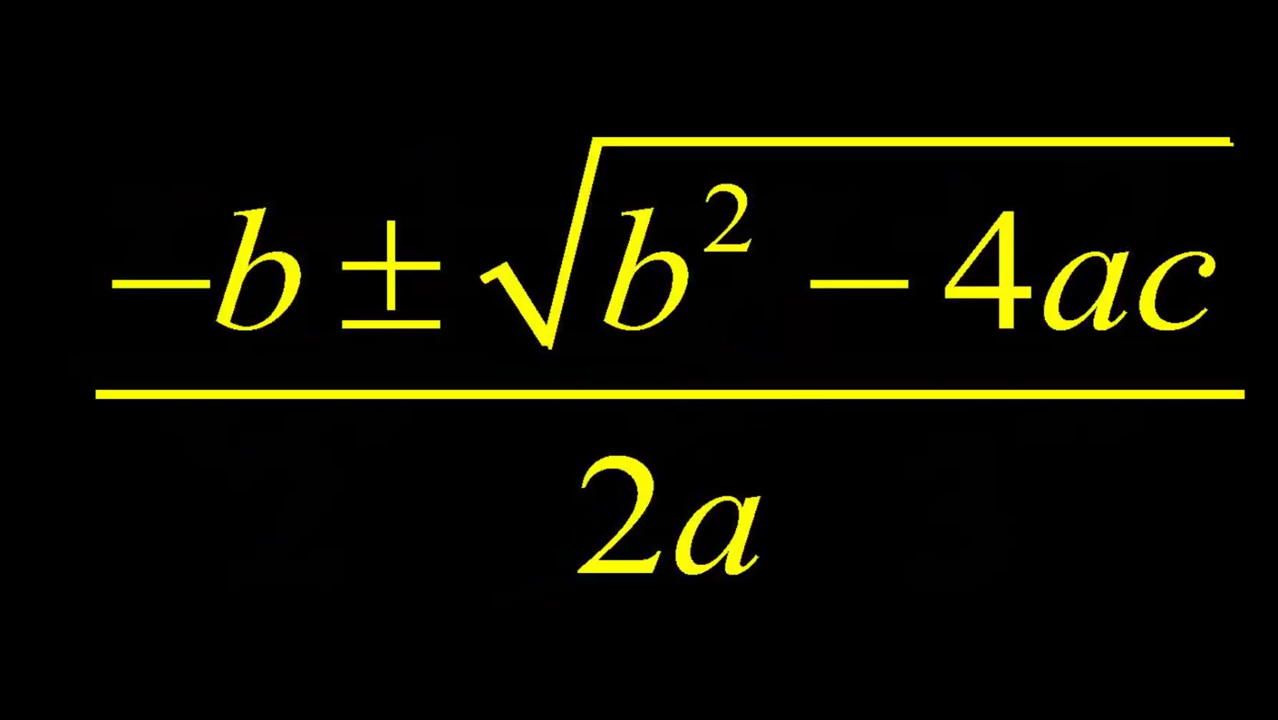 −b ± √b² − 4ac
2a